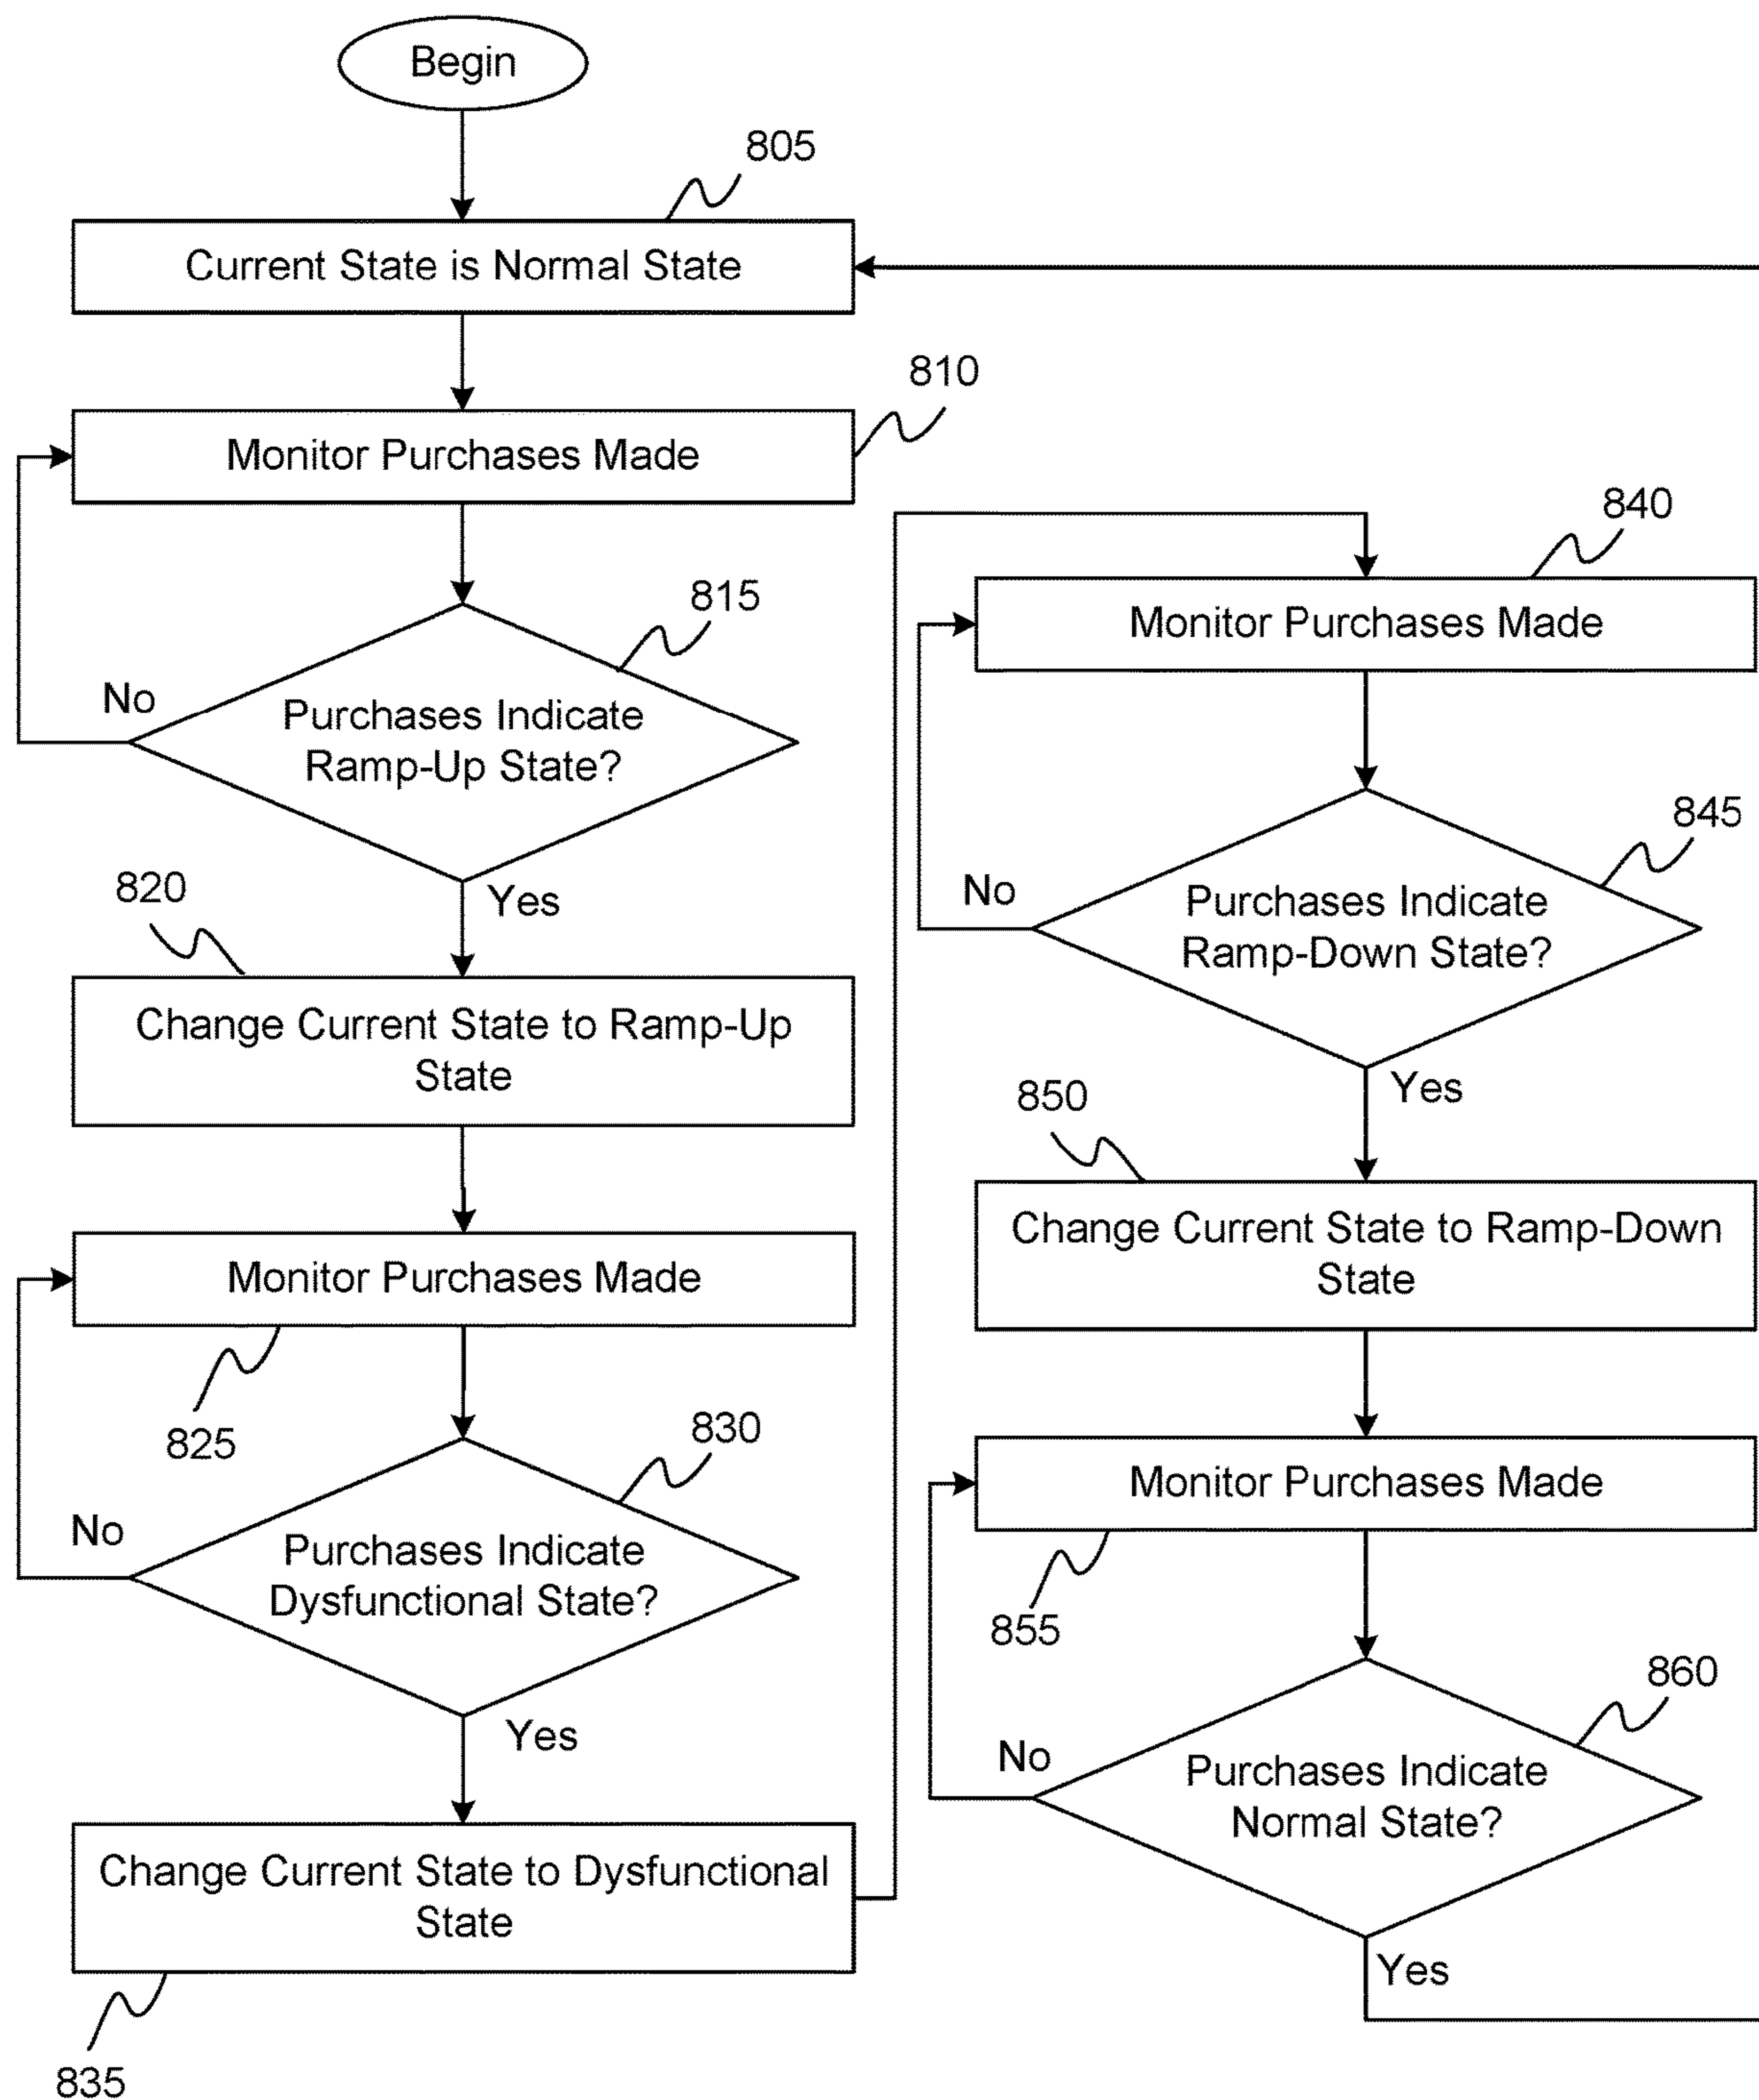 Begin
805
Current State is Normal State
810
Monitor Purchases Made
815
No
Purchases Indicate
Ramp-Up State?
Yes
820
Change Current State to Ramp-Up
State
Monitor Purchases Made
825
830
No
Purchases Indicate
Dysfunctional State?
Yes
Change Current State to Dysfunctional
State
835
840
Monitor Purchases Made
845
No
Purchases Indicate
Ramp-Down State?
Yes
850
Change Current State to Ramp-Down
State
Monitor Purchases Made
855
860
No
Purchases Indicate
Normal State?
Yes